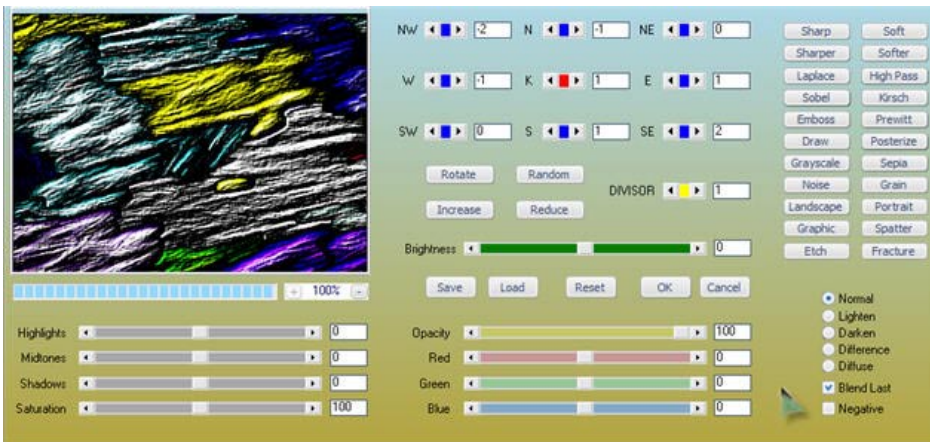 NW -2 N -1 NE 0
W -1 K 1 E 1
SW 0 S 1 SE 2
Rotate Random
DIVISOR 1
Increase Reduce
Brightness 0
Save Load Reset OK Cancel
+ 100% -
Highlights 0
Midtones 0
Shadows 0
Saturation 100
Opacity 100
Red 0
Green 0
Blue 0
Sharp Soft
Sharper Softer
Laplace High Pass
Sobel Kirsch
Emboss Prewitt
Draw Posterize
Grayscale Sepia
Noise Grain
Landscape Portrait
Graphic Spatter
Etch Fracture
Normal
Lighten
Darken
Difference
Diffuse
Blend Last
Negative